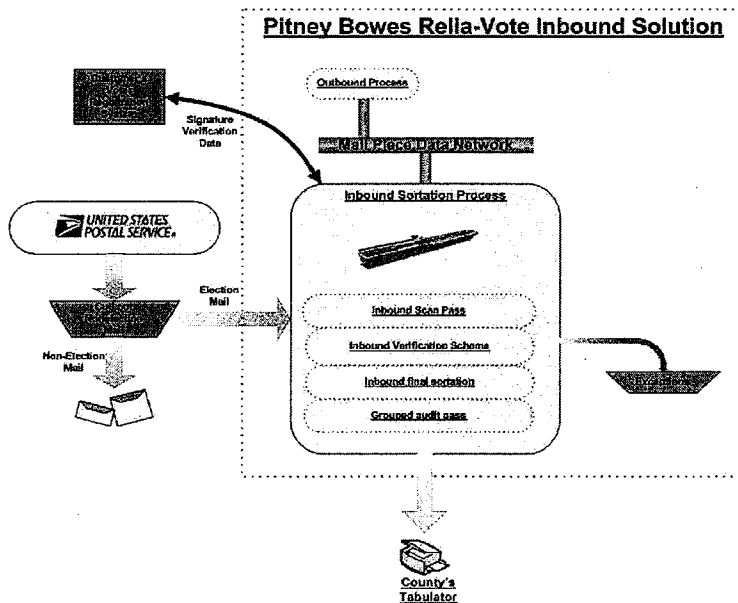 Pitney Bowes Relia-Vote Inbound Solution
Outbound Process
Signature
Verification
Data
Mail Piece Data Network
Inbound Sortation Process
UNITED STATES
POSTAL SERVICE®
Election
Mail
Inbound Scan Pass
Inbound Verification Scheme
Non-Election
Mail
Inbound final sortation
Exceptions
Grouped audit pass
County's
Tabulator